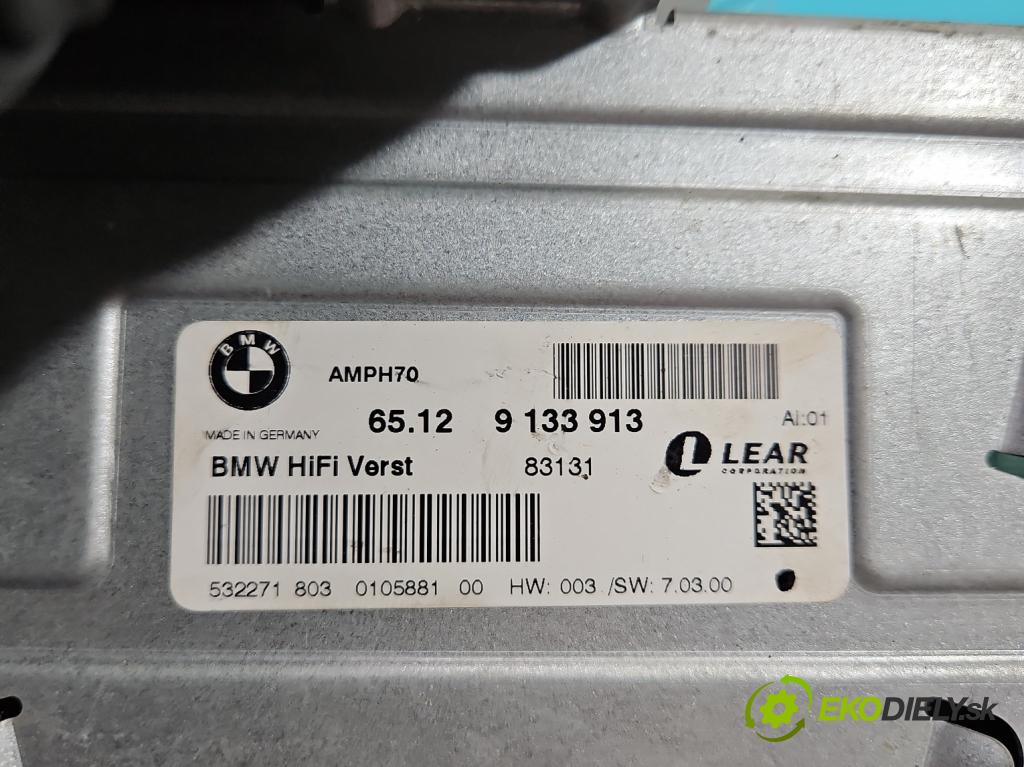 BMW
AMPH70
65.12 9 133 913
AI:01
MADE IN GERMANY
BMW HiFi Verst 83131
LEAR
CORPORATION
532271 803 0105881 00 HW: 003 /SW: 7.03.00
EKODIELY.sk